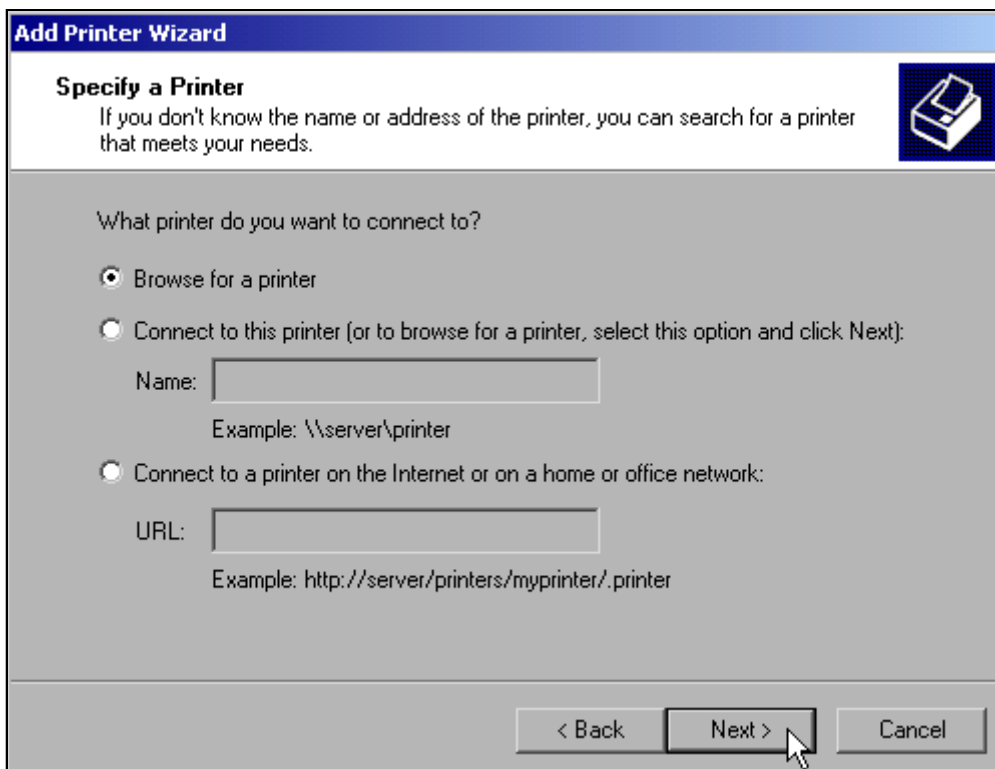 Add Printer Wizard
Specify a Printer
If you don't know the name or address of the printer, you can search for a printer
that meets your needs.
What printer do you want to connect to?
Browse for a printer
Connect to this printer (or to browse for a printer, select this option and click Next):
Name:
Example: \\server\printer
Connect to a printer on the Internet or on a home or office network:
URL:
Example: http://server/printers/myprinter/.printer
< Back Next > Cancel